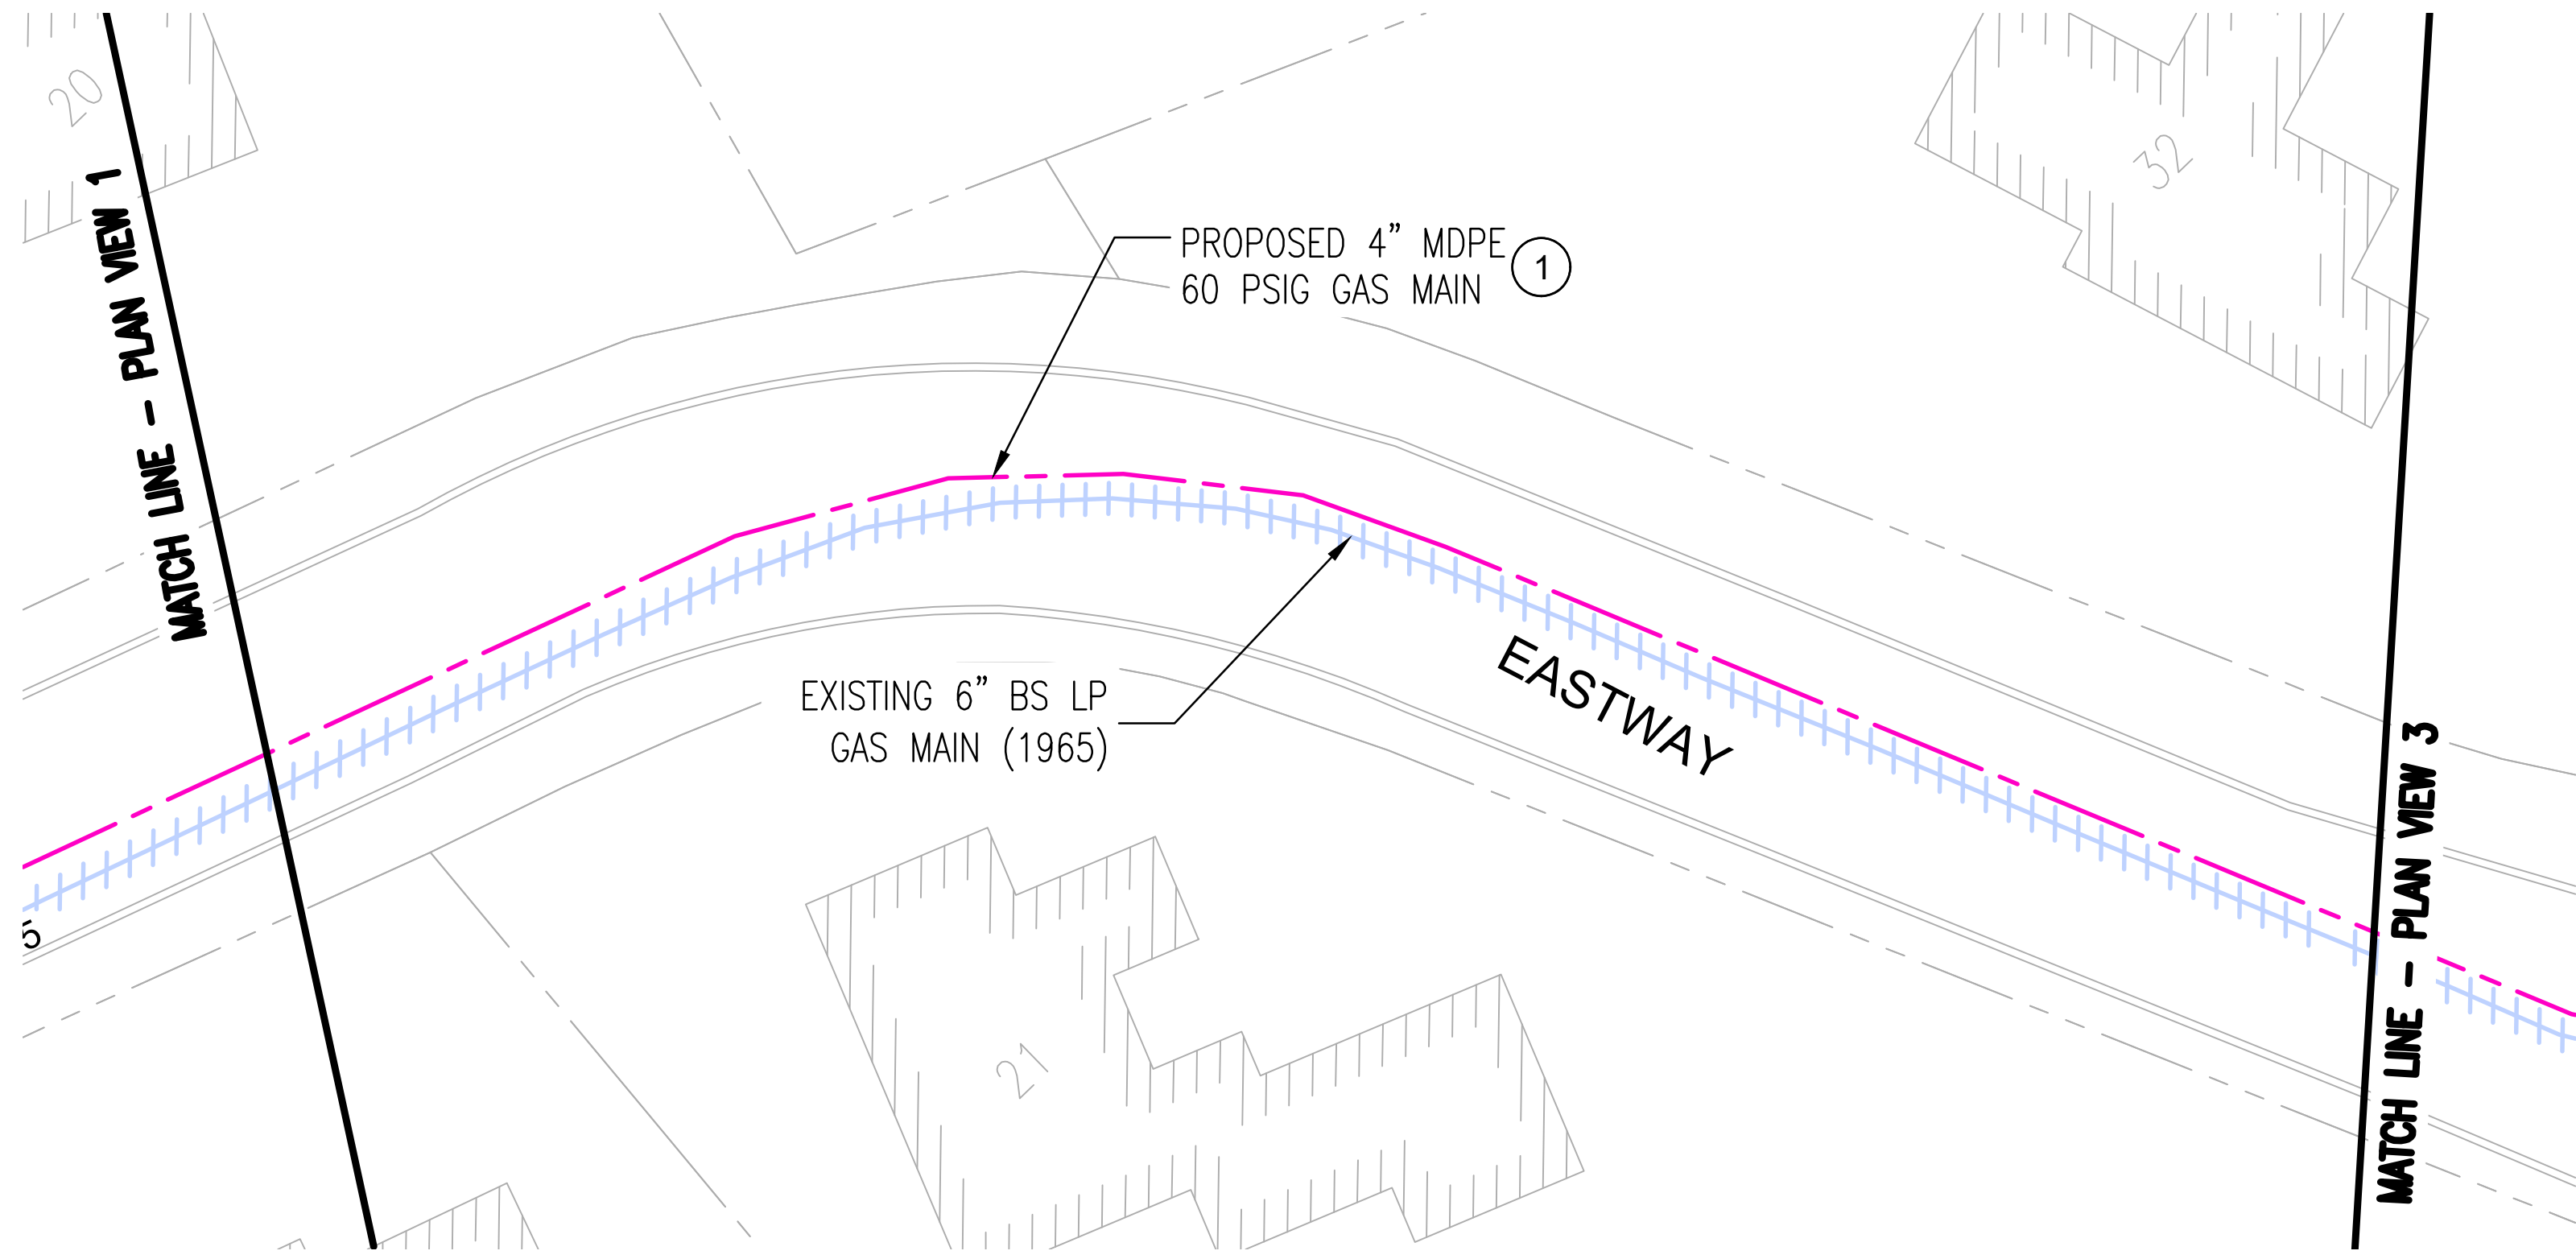 20
MATCH LINE - PLAN VIEW 1
PROPOSED 4” MDPE
60 PSIG GAS MAIN
1
32
EXISTING 6” BS LP
GAS MAIN (1965)
EASTWAY
MATCH LINE - PLAN VIEW 3
5
21